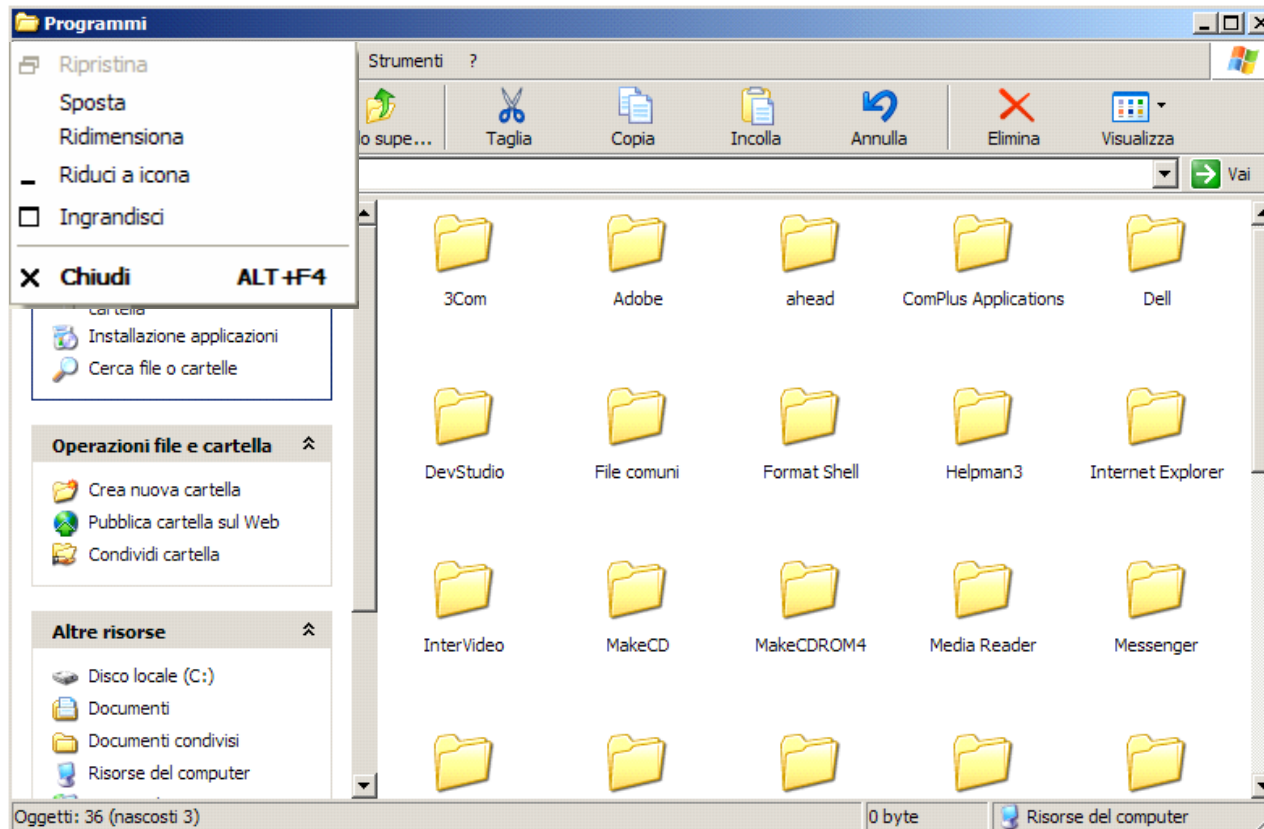 Programmi
Ripristina
Sposta
Ridimensiona
Riduci a icona
Ingrandisci
Chiudi ALT+F4
Strumenti ?
supe... Taglia Copia Incolla Annulla Elimina Visualizza
Vai
cartella
Installazione applicazioni
Cerca file o cartelle
Operazioni file e cartella
Crea nuova cartella
Pubblica cartella sul Web
Condividi cartella
Altre risorse
Disco locale (C:)
Documenti
Documenti condivisi
Risorse del computer
3Com Adobe ahead ComPlus Applications Dell
DevStudio File comuni Format Shell Helpman3 Internet Explorer
InterVideo MakeCD MakeCDROM4 Media Reader Messenger
Oggetti: 36 (nascosti 3) 0 byte Risorse del computer